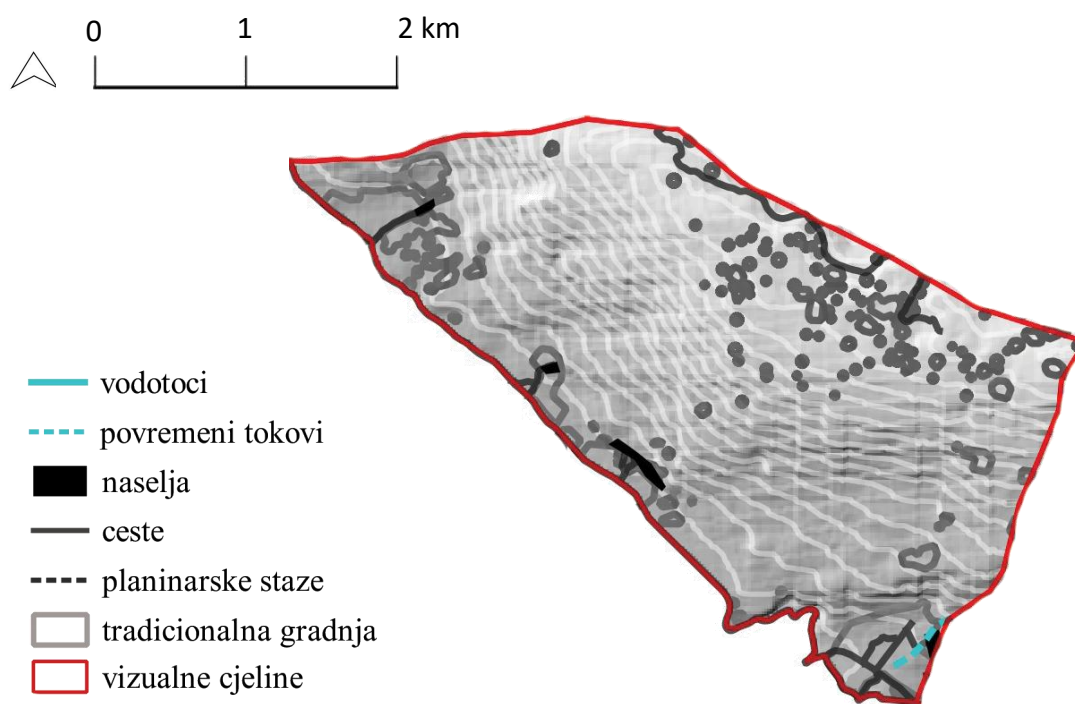 0 1 2 km
vodotoci
povremeni tokovi
naselja
ceste
planinarske staze
tradicionalna gradnja
vizualne cjeline